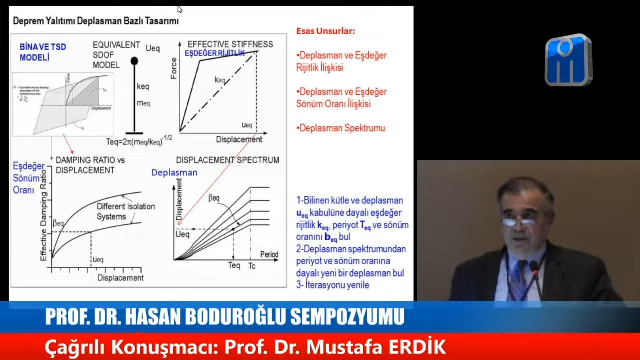 Deprem Yalıtımı Deplasman Bazlı Tasarımı
BİNA VE TSD
MODELİ
EQUIVALENT
SDOF
MODEL
Ueq
keq
meq
Teq=2π(meq/keq)-1/2
EFFECTIVE STIFFNESS
EŞDEĞER RİJİTLİK
Force
keq
ueq
Displacement
Esas Unsurlar:
•Deplasman ve Eşdeğer
Rijitlik İlişkisi
•Deplasman ve Eşdeğer
Sönüm Oranı İlişkisi
•Deplasman Spektrumu
Eşdeğer
Sönüm
Oranı
DAMPING RATIO vs
DISPLACEMENT
Effective Damping Ratio
Different Isolation
Systems
βeq
ueq
Displacement
DISPLACEMENT SPECTRUM
Deplasman
Displacement
βeq
Ueq
Period
Teq
Tc
1-Bilinen kütle ve deplasman
ueq kabulüne dayalı eşdeğer
rijitlik keq, periyot Teq ve sönüm
oranını beq bul
2-Deplasman spektrumundan
periyot ve sönüm oranına
dayalı yeni bir deplasman bul
3- İterasyonu yenile
PROF. DR. HASAN BODUROĞLU SEMPOZYUMU
Çağrılı Konuşmacı: Prof. Dr. Mustafa ERDİK